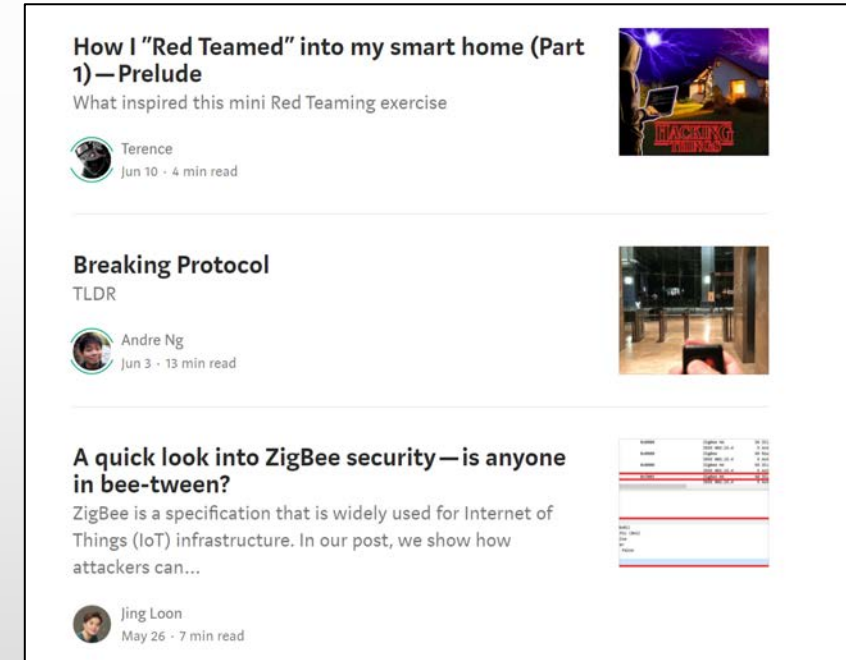 How I "Red Teamed" into my smart home (Part
1)—Prelude
What inspired this mini Red Teaming exercise
Terence
Jun 10 · 4 min read
HACKING
THINGS
Breaking Protocol
TLDR
Andre Ng
Jun 3 · 13 min read
A quick look into ZigBee security—is anyone
in bee-tween?
ZigBee is a specification that is widely used for Internet of
Things (IoT) infrastructure. In our post, we show how
attackers can...
Jing Loon
May 26 · 7 min read